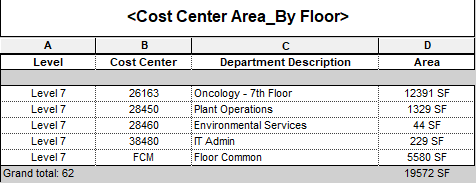 <Cost Center Area_By Floor>
A B C D
Level Cost Center Department Description Area
Level 7 26163 Oncology - 7th Floor 12391 SF
Level 7 28450 Plant Operations 1329 SF
Level 7 28460 Environmental Services 44 SF
Level 7 38480 IT Admin 229 SF
Level 7 FCM Floor Common 5580 SF
Grand total: 62 19572 SF